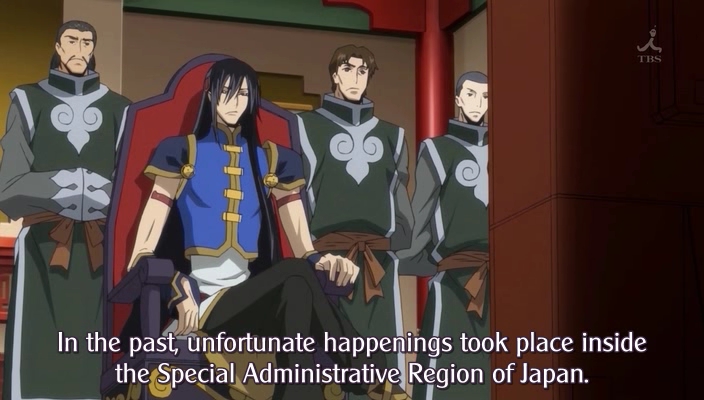 TBS
In the past, unfortunate happenings took place inside
the Special Administrative Region of Japan.